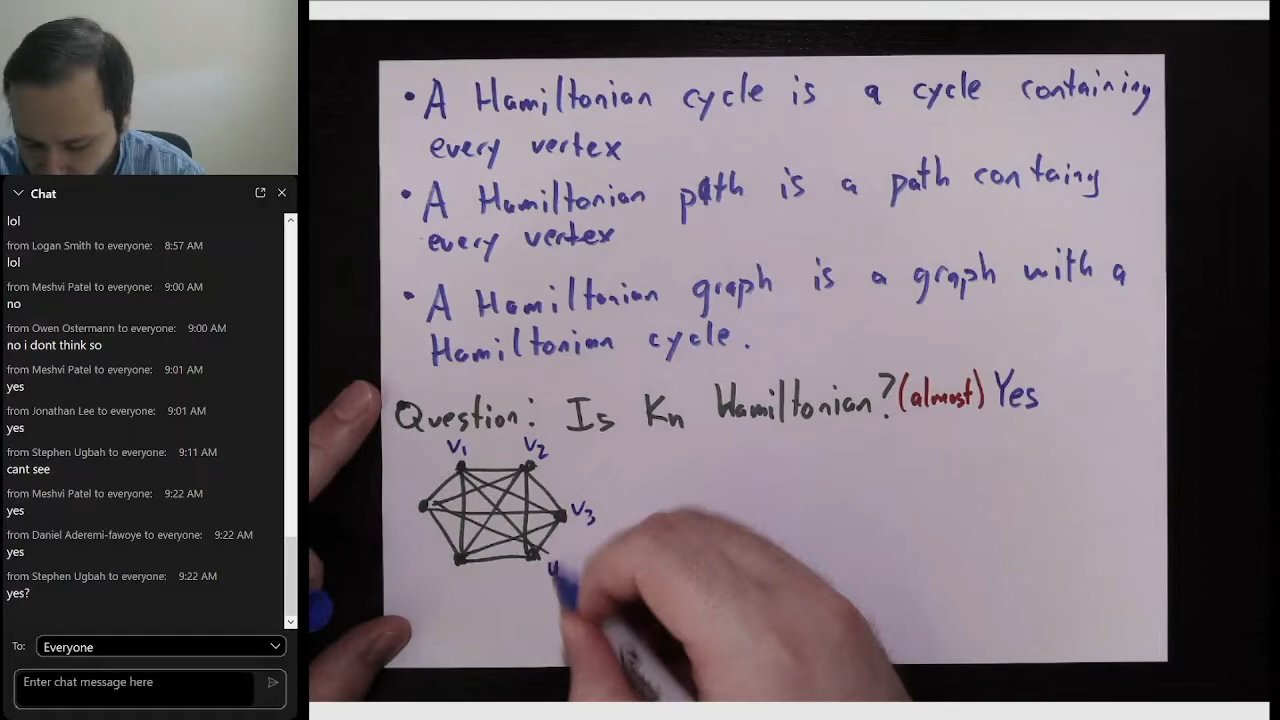 Chat
lol
from Logan Smith to everyone: 8:57 AM
lol
from Meshvi Patel to everyone: 9:00 AM
no
from Owen Ostermann to everyone: 9:00 AM
no i dont think so
from Meshvi Patel to everyone: 9:01 AM
yes
from Jonathan Lee to everyone: 9:01 AM
yes
from Stephen Ugbah to everyone: 9:11 AM
cant see
from Meshvi Patel to everyone: 9:22 AM
yes
from Daniel Aderemi-fawoye to everyone: 9:22 AM
yes
from Stephen Ugbah to everyone: 9:22 AM
yes?
To: Everyone
Enter chat message here
• A Hamiltonian cycle is a cycle containing
every vertex
• A Hamiltonian path is a path containg
every vertex
• A Hamiltonian graph is a graph with a
Hamiltonian cycle.
Question: Is Kn Hamiltonian? (almost) Yes
V1 V2
V3